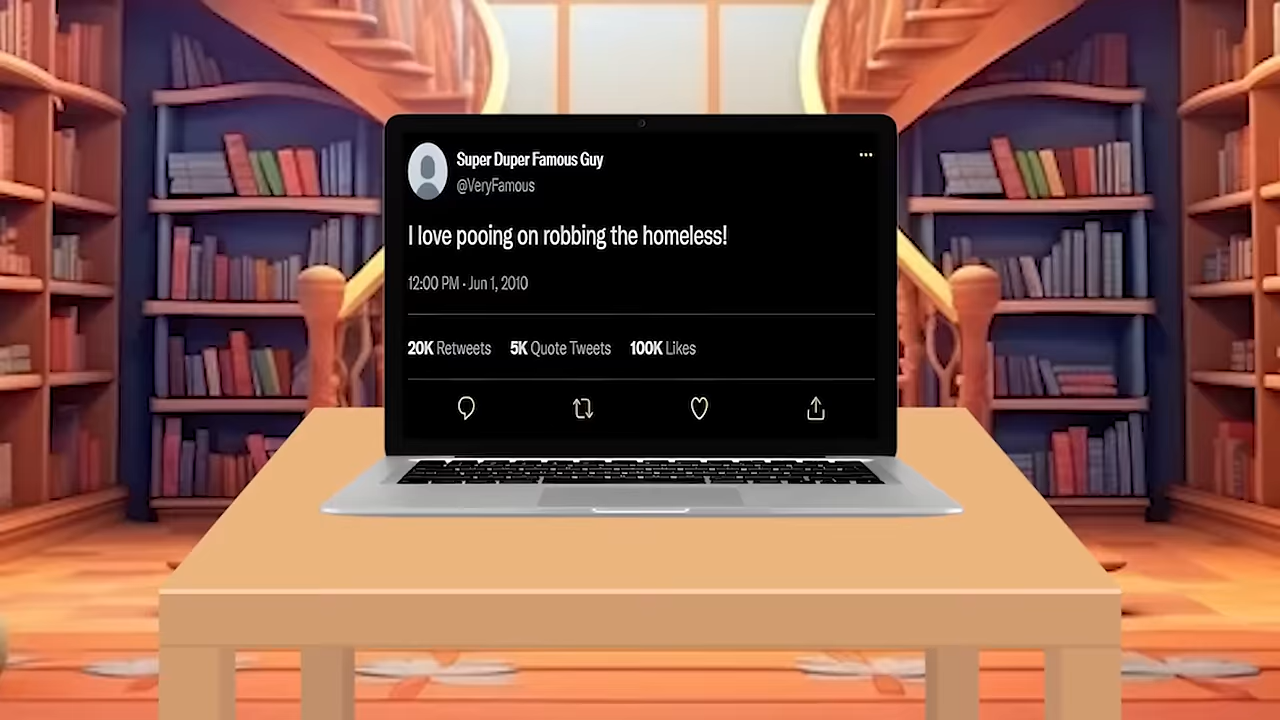 Super Duper Famous Guy
@VeryFamous
I love pooing on robbing the homeless!
12:00 PM · Jun 1, 2010
20K Retweets 5K Quote Tweets 100K Likes